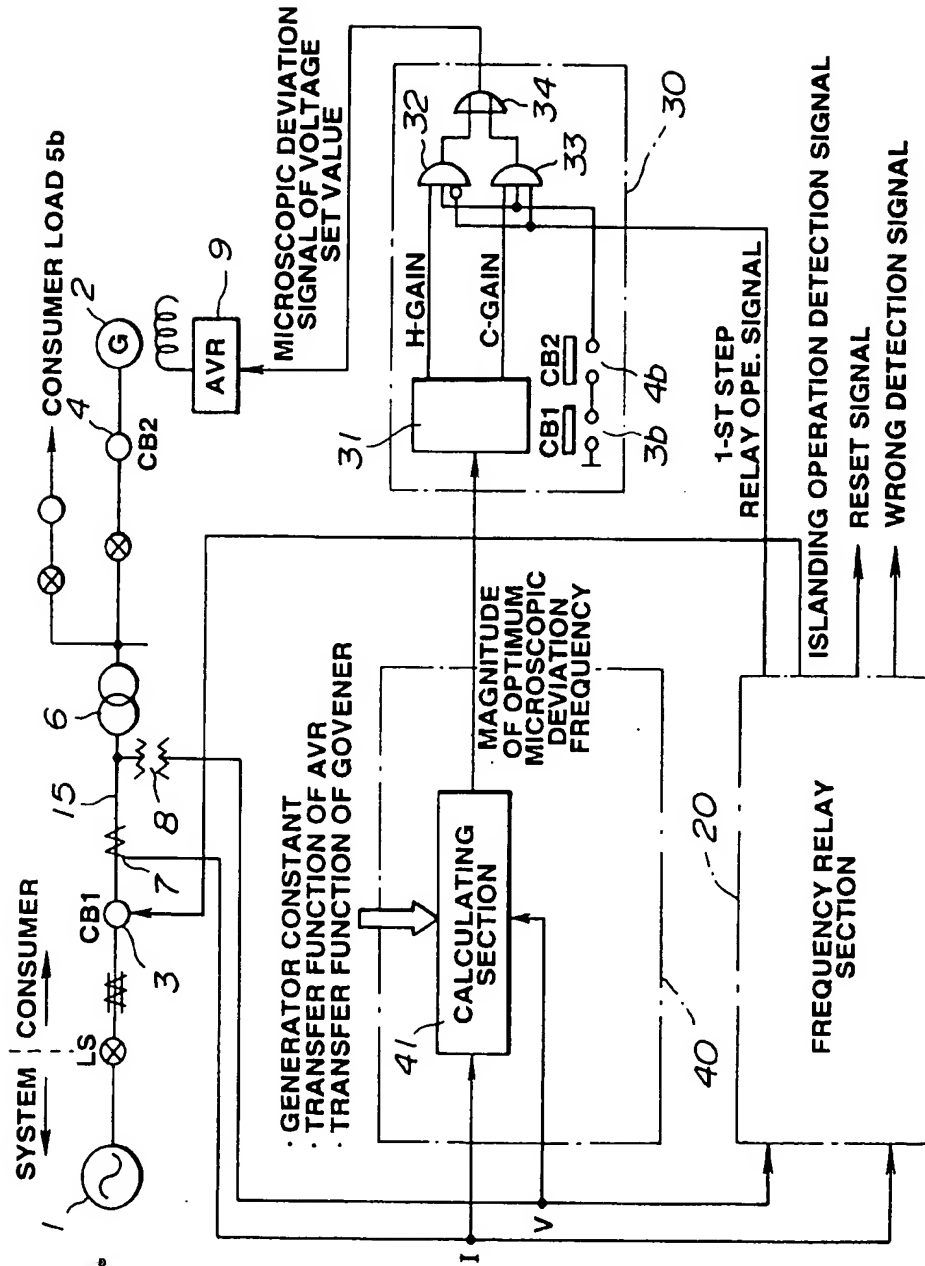 SYSTEM CONSUMER
LS
CB1
1
3
7
15
8
6
CONSUMER LOAD 5b
4
CB2
2
G
9
AVR
MICROSCOPIC DEVIATION
SIGNAL OF VOLTAGE
SET VALUE
· GENERATOR CONSTANT
· TRANSFER FUNCTION OF AVR
· TRANSFER FUNCTION OF GOVENER
41
CALCULATING
SECTION
40
MAGNITUDE
OF OPTIMUM
MICROSCOPIC
DEVIATION
FREQUENCY
31
H-GAIN
C-GAIN
CB1
CB2
3b
4b
32
33
34
30
1-ST STEP
RELAY OPE. SIGNAL
I
V
20
FREQUENCY RELAY
SECTION
ISLANDING OPERATION DETECTION SIGNAL
RESET SIGNAL
WRONG DETECTION SIGNAL